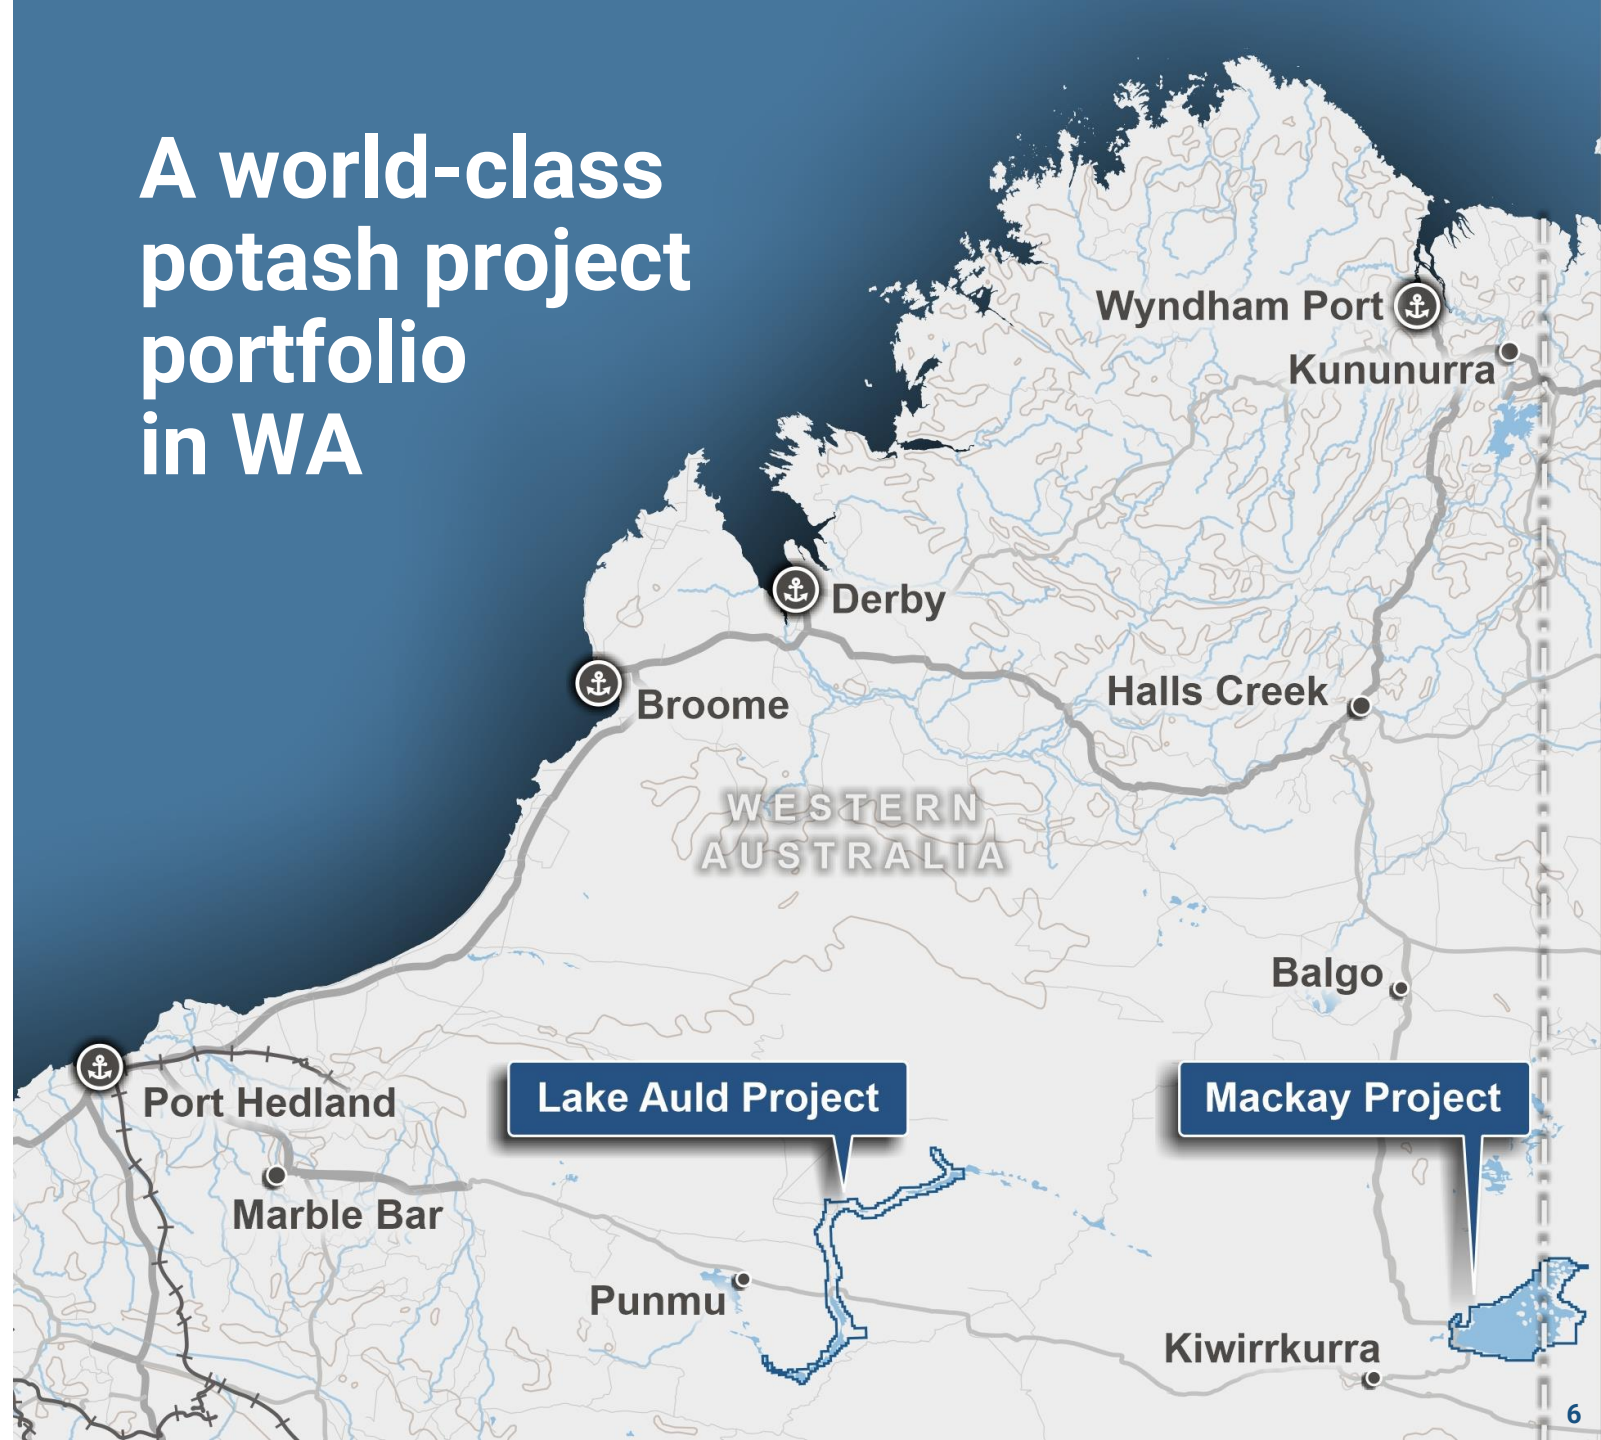 A world-class
potash project
portfolio
in WA
Wyndham Port
Kununurra
Derby
Broome
Halls Creek
WESTERN
AUSTRALIA
Balgo
Port Hedland
Lake Auld Project
Mackay Project
Marble Bar
Punmu
Kiwirrkurra
6